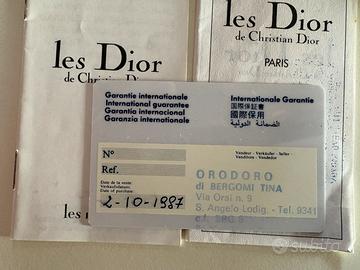 les Dior
de Christian Dior
les Dior
de Christian Dior
PARIS
Garantie internationale
International guarantee
Garantia internacional
Garanzia internazionale
Internationale Garantie
国際保証書
國際保用
الضمانة الدولية
N°
Ref.
Date de la vente
Verkaufsdatum
Date of purchase
2-10-1987
Vendeur - Verkäufer - Seller
Venditore - Vendedor
ORODORO
di BERGOMI TINA
Via Orsi n. 9
S. Angelo Lodig. - Tel. 9341
c.f. BRG
les
subito